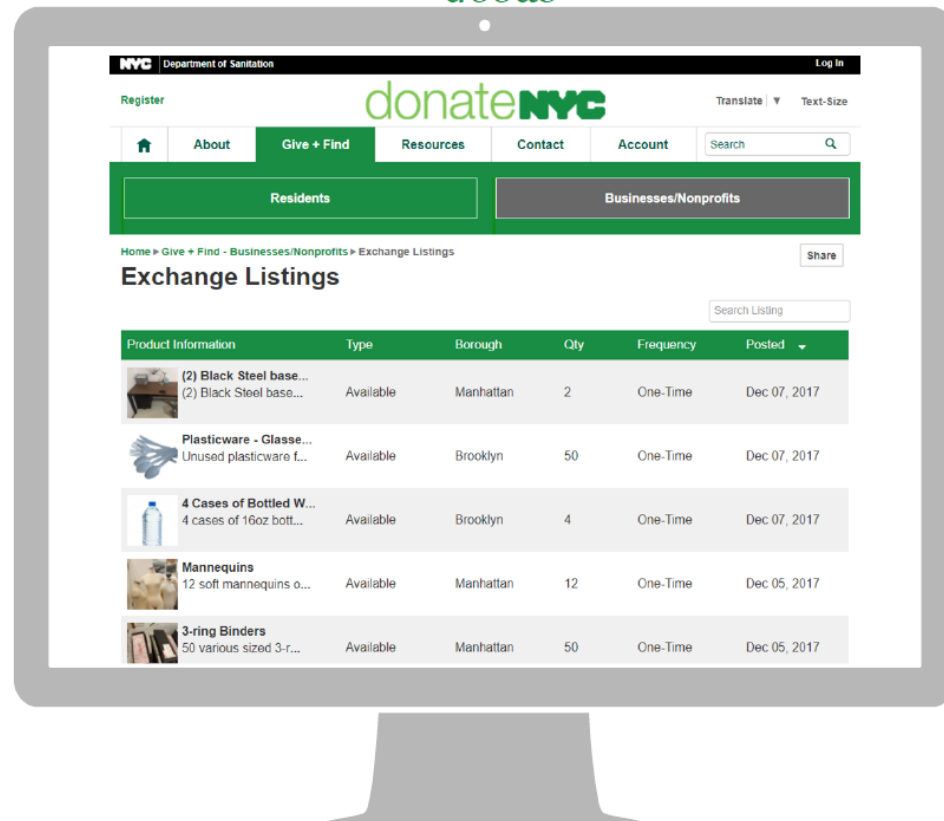 NYC Department of Sanitation Log In
Register donateNYC Translate ▼ Text-Size
About Give + Find Resources Contact Account Search
Residents Businesses/Nonprofits
Home ▶ Give + Find - Businesses/Nonprofits ▶ Exchange Listings Share
Exchange Listings
Search Listing
Product Information Type Borough Qty Frequency Posted
(2) Black Steel base...
(2) Black Steel base... Available Manhattan 2 One-Time Dec 07, 2017
Plasticware - Glasse...
Unused plasticware f... Available Brooklyn 50 One-Time Dec 07, 2017
4 Cases of Bottled W...
4 cases of 16oz bott... Available Brooklyn 4 One-Time Dec 07, 2017
Mannequins
12 soft mannequins o... Available Manhattan 12 One-Time Dec 05, 2017
3-ring Binders
50 various sized 3-r... Available Manhattan 50 One-Time Dec 05, 2017